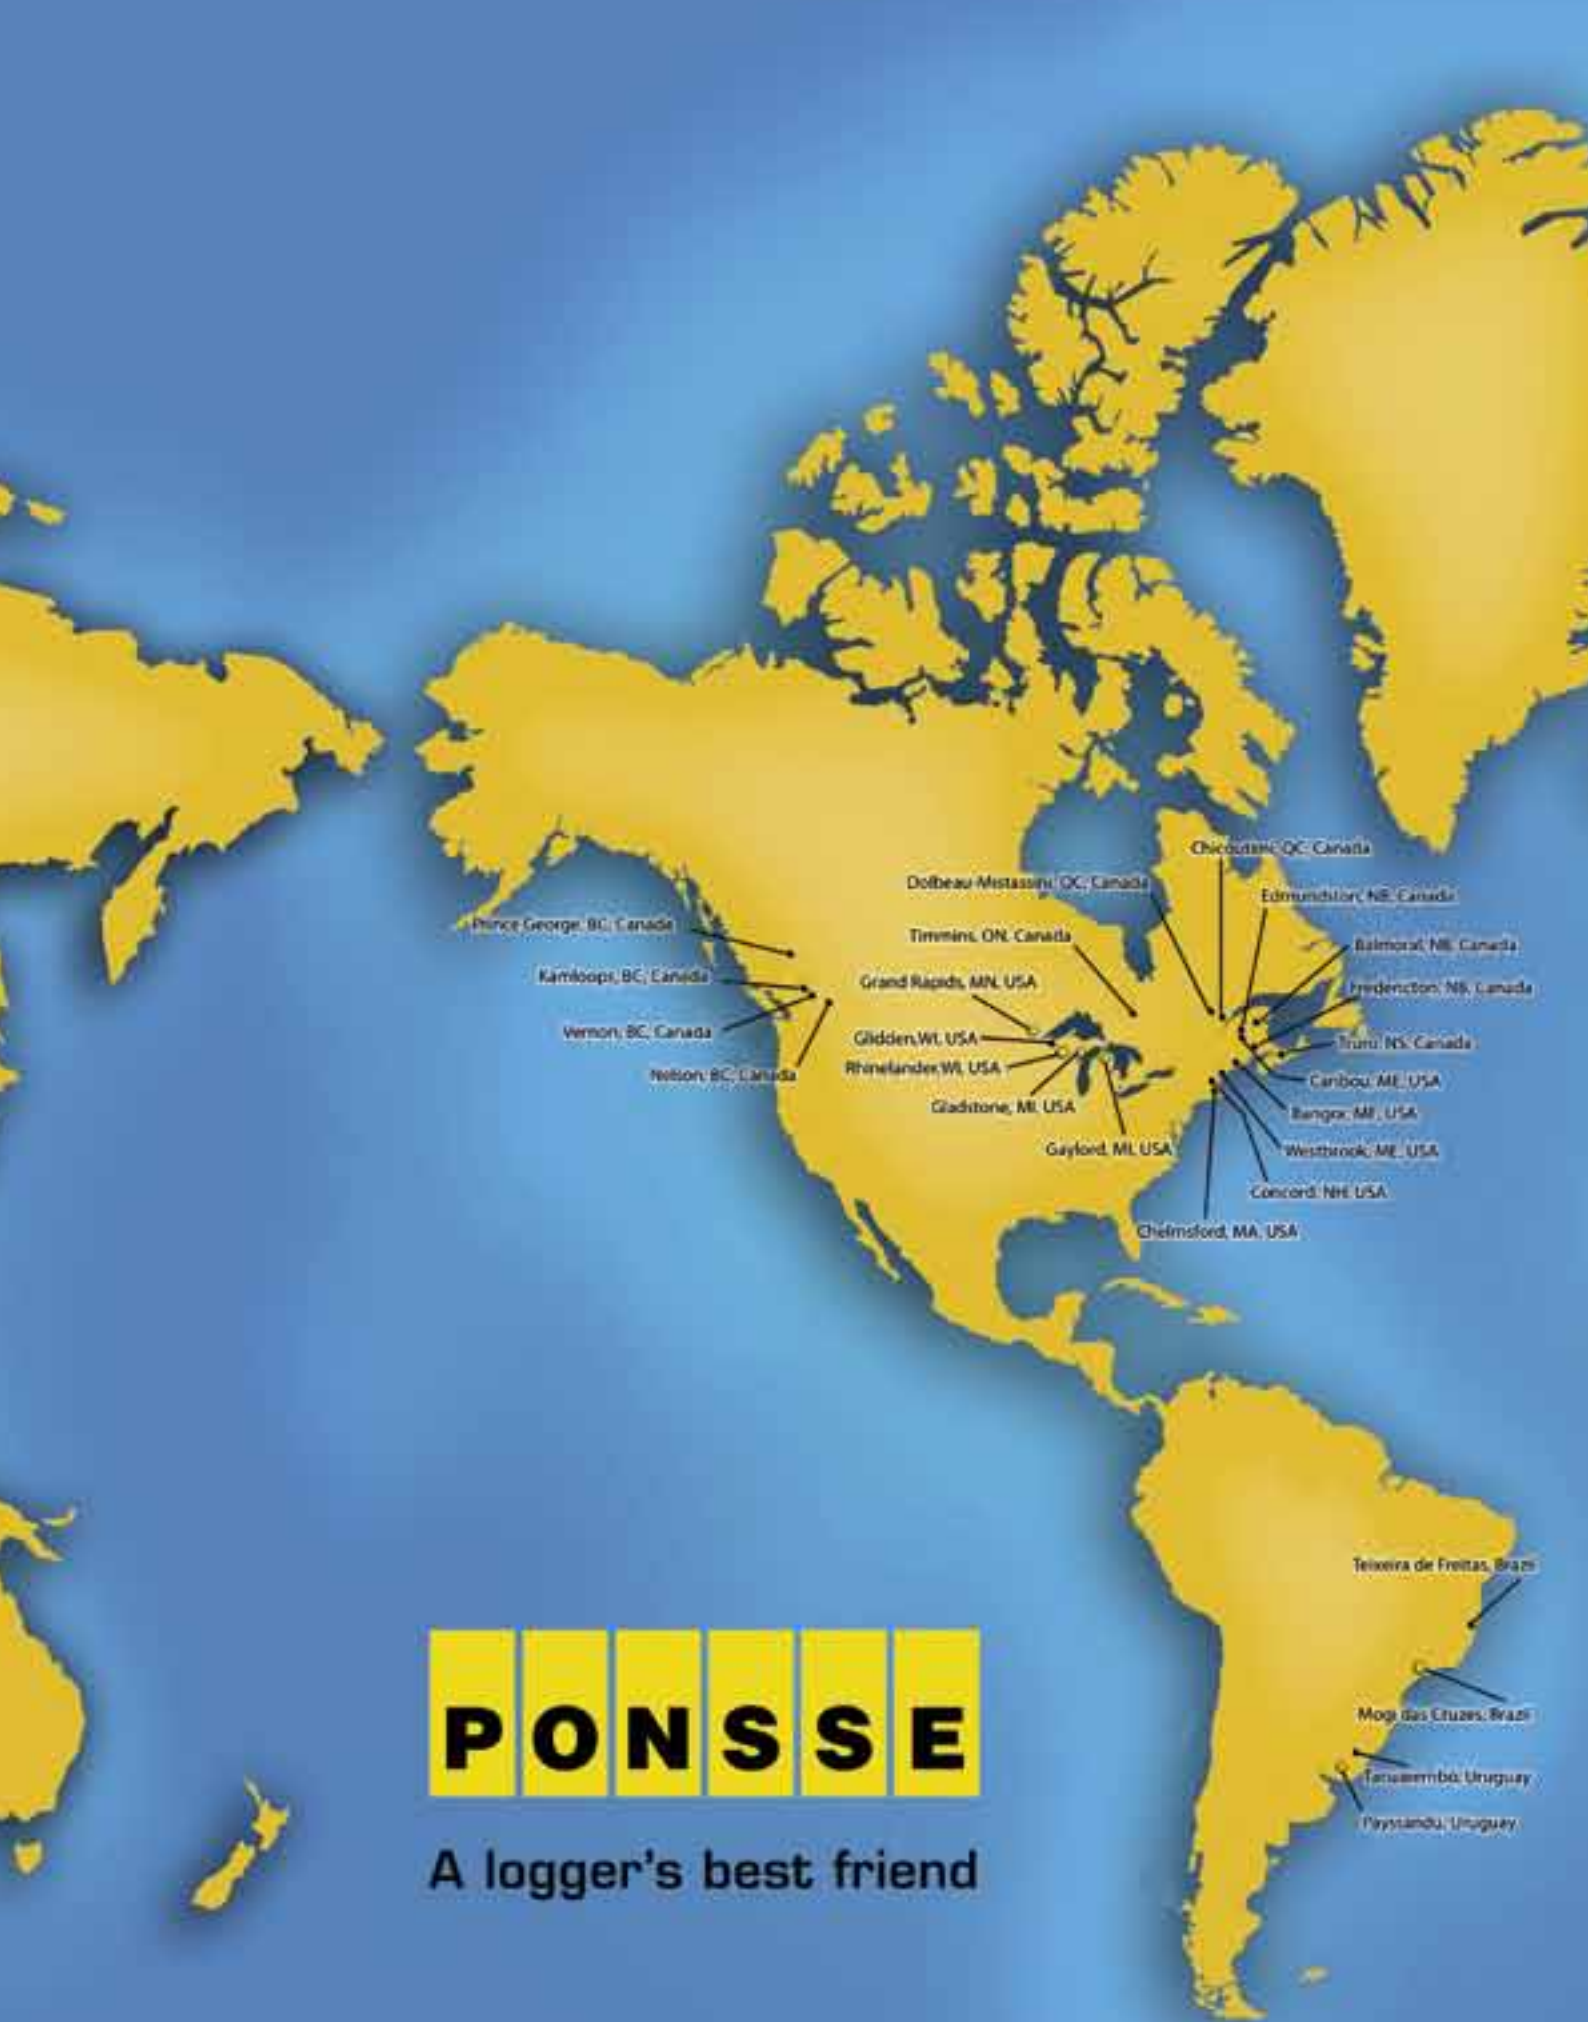 Chicoutimi, QC, Canada
Dolbeau-Mistassini, QC, Canada
Edmundston, NB, Canada
Prince George, BC, Canada
Timmins, ON, Canada
Balmoral, NB, Canada
Kamloops, BC, Canada
Grand Rapids, MN, USA
Fredericton, NB, Canada
Vernon, BC, Canada
Glidden, WI, USA
Truro, NS, Canada
Nelson, BC, Canada
Rhinelander, WI, USA
Caribou, ME, USA
Gladstone, MI, USA
Bangor, ME, USA
Gaylord, MI, USA
Westbrook, ME, USA
Concord, NH, USA
Chelmsford, MA, USA
Teixeira de Freitas, Brazil
Mogi das Cruzes, Brazil
PONSSE
Tacuarembó, Uruguay
Paysandú, Uruguay
A logger's best friend